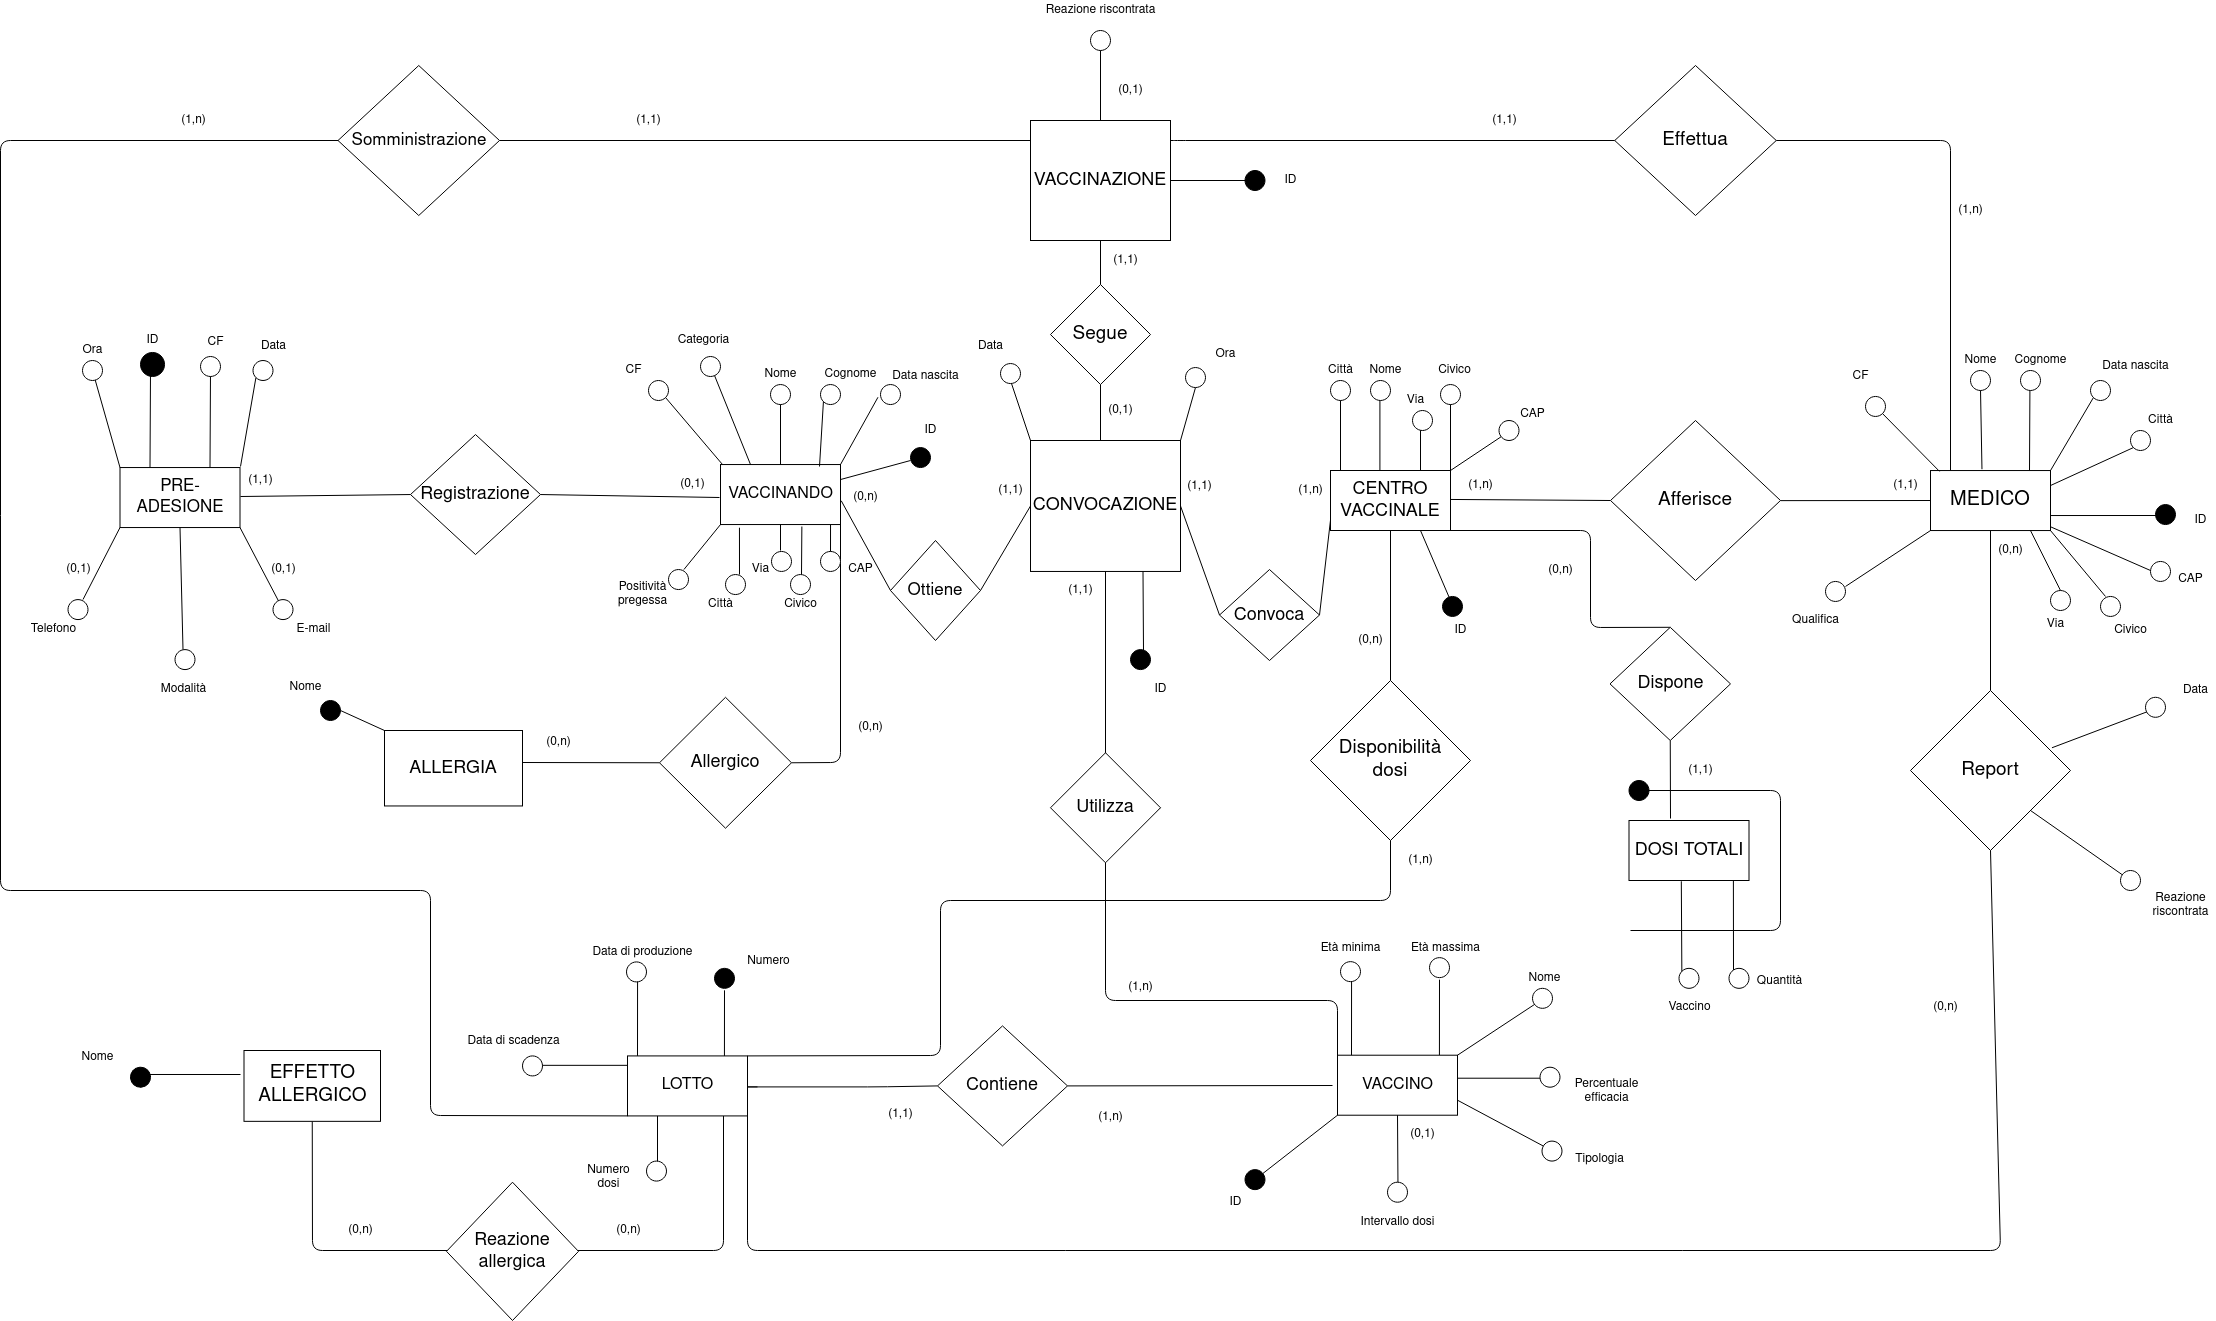 Reazione riscontrata
(0,1)
(1,n)
Somministrazione
(1,1)
VACCINAZIONE
ID
(1,1)
Effettua
(1,n)
(1,1)
Segue
(0,1)
Ora
ID
CF
Data
PRE-
ADESIONE
(1,1)
(0,1)
Telefono
Modalità
(0,1)
E-mail
Registrazione
(0,1)
CF
Categoria
Nome
Cognome
Data nascita
ID
VACCINANDO
(0,n)
Positività
pregessa
Città
Via
Civico
CAP
Ottiene
(1,1)
Data
Ora
CONVOCAZIONE
(1,1)
(1,1)
ID
Convoca
(1,n)
Città
Nome
Via
Civico
CAP
CENTRO
VACCINALE
(1,n)
(0,n)
ID
(0,n)
Afferisce
(1,1)
CF
Nome
Cognome
Data nascita
Città
MEDICO
ID
(0,n)
CAP
Qualifica
Via
Civico
Nome
ALLERGIA
(0,n)
Allergico
(0,n)
Utilizza
Disponibilità
dosi
(1,n)
Dispone
(1,1)
DOSI TOTALI
Vaccino
Quantità
Report
Data
Reazione
riscontrata
(0,n)
Nome
EFFETTO
ALLERGICO
(0,n)
Reazione
allergica
(0,n)
Data di produzione
Numero
Data di scadenza
LOTTO
Numero
dosi
(1,1)
Contiene
(1,n)
(1,n)
Età minima
Età massima
Nome
VACCINO
Percentuale
efficacia
Tipologia
(0,1)
ID
Intervallo dosi